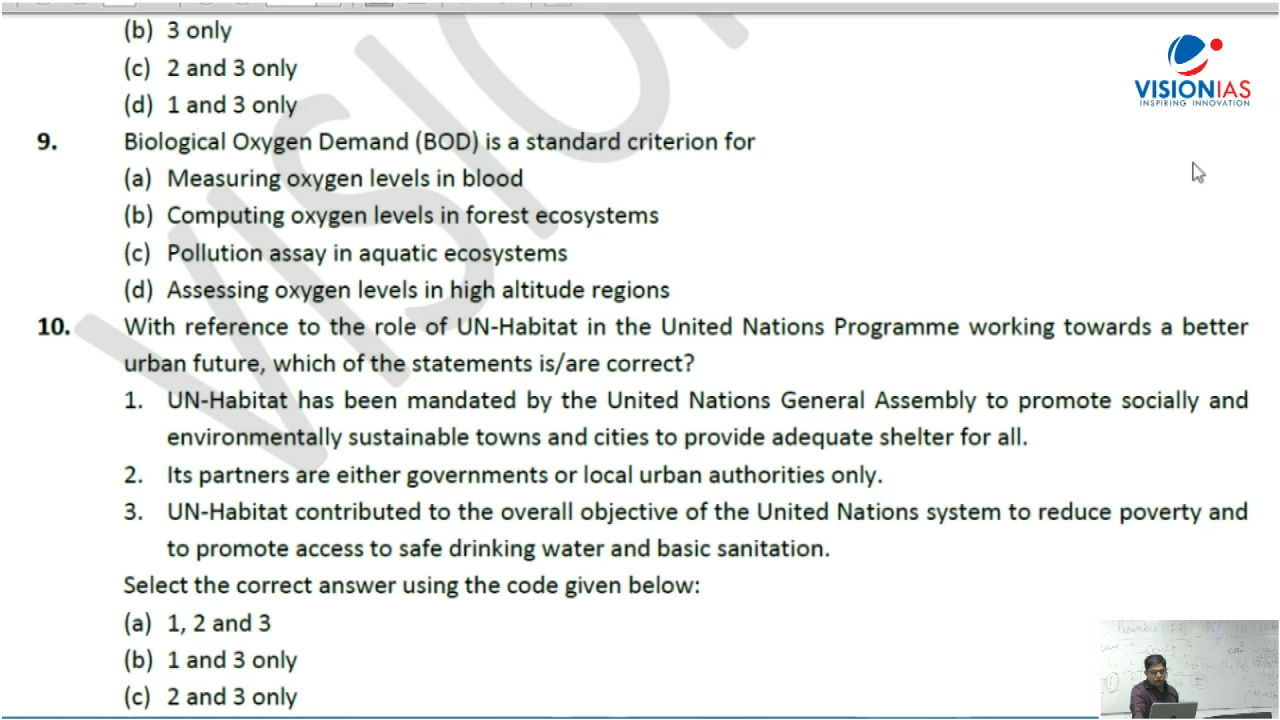 (b) 3 only
(c) 2 and 3 only
(d) 1 and 3 only
VISIONIAS
INSPIRING INNOVATION
9. Biological Oxygen Demand (BOD) is a standard criterion for
(a) Measuring oxygen levels in blood
(b) Computing oxygen levels in forest ecosystems
(c) Pollution assay in aquatic ecosystems
(d) Assessing oxygen levels in high altitude regions
10. With reference to the role of UN-Habitat in the United Nations Programme working towards a better
urban future, which of the statements is/are correct?
1. UN-Habitat has been mandated by the United Nations General Assembly to promote socially and
environmentally sustainable towns and cities to provide adequate shelter for all.
2. Its partners are either governments or local urban authorities only.
3. UN-Habitat contributed to the overall objective of the United Nations system to reduce poverty and
to promote access to safe drinking water and basic sanitation.
Select the correct answer using the code given below:
(a) 1, 2 and 3
(b) 1 and 3 only
(c) 2 and 3 only